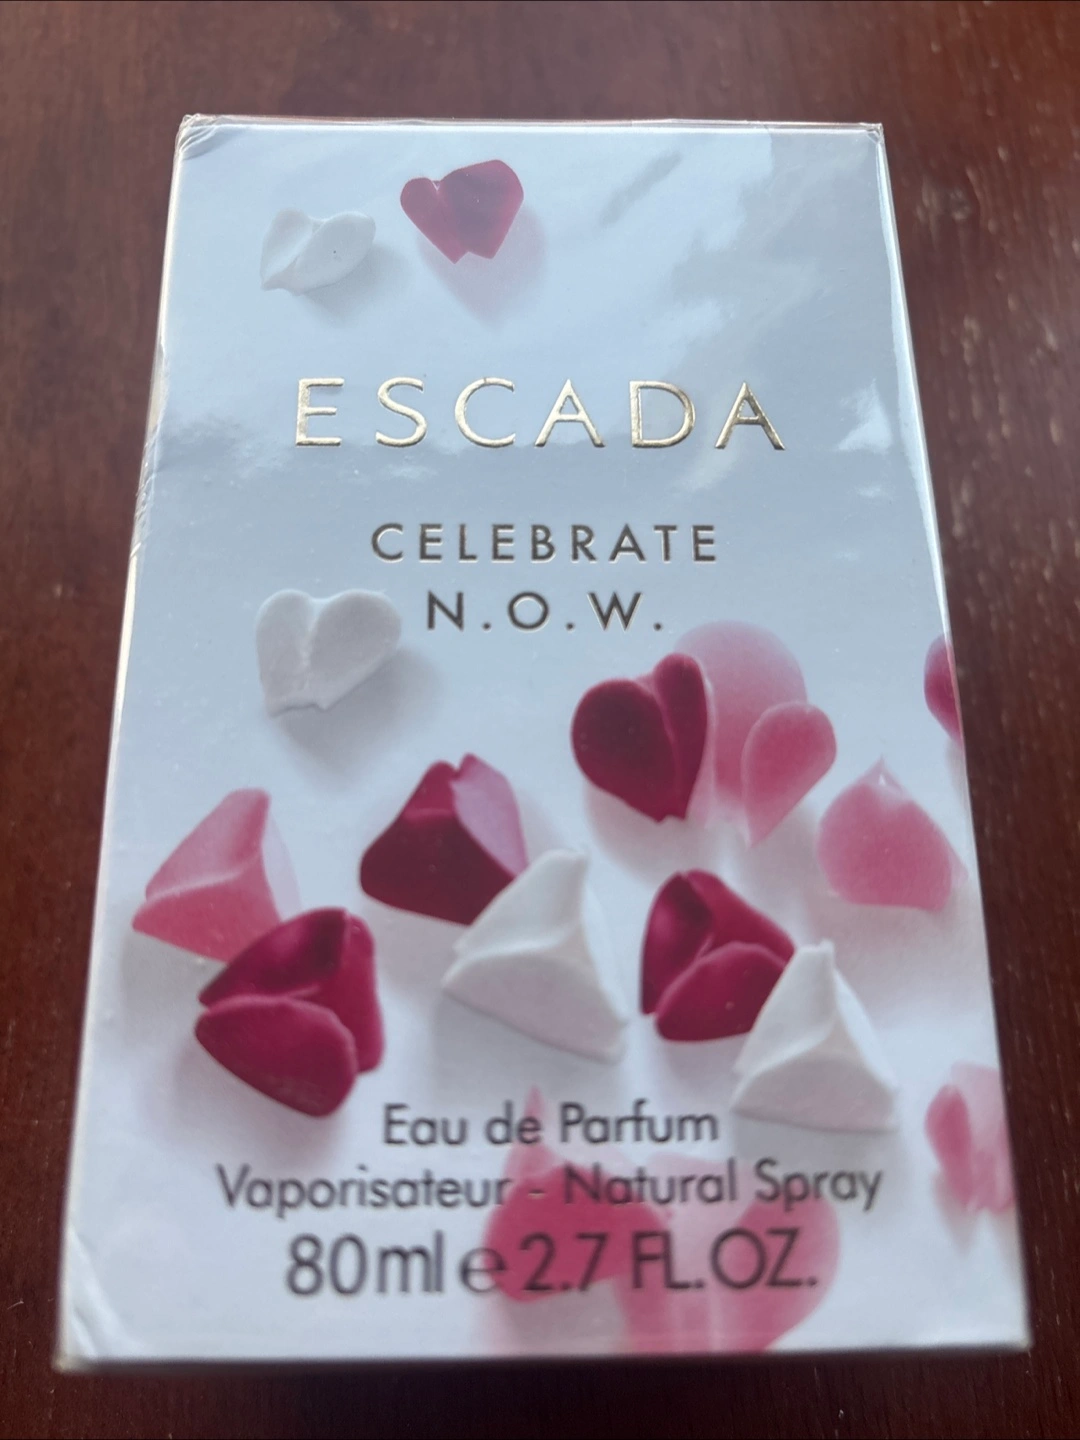 ESCADA
CELEBRATE
N.O.W.
Eau de Parfum
Vaporisateur - Natural Spray
80ml e 2.7 FL.OZ.